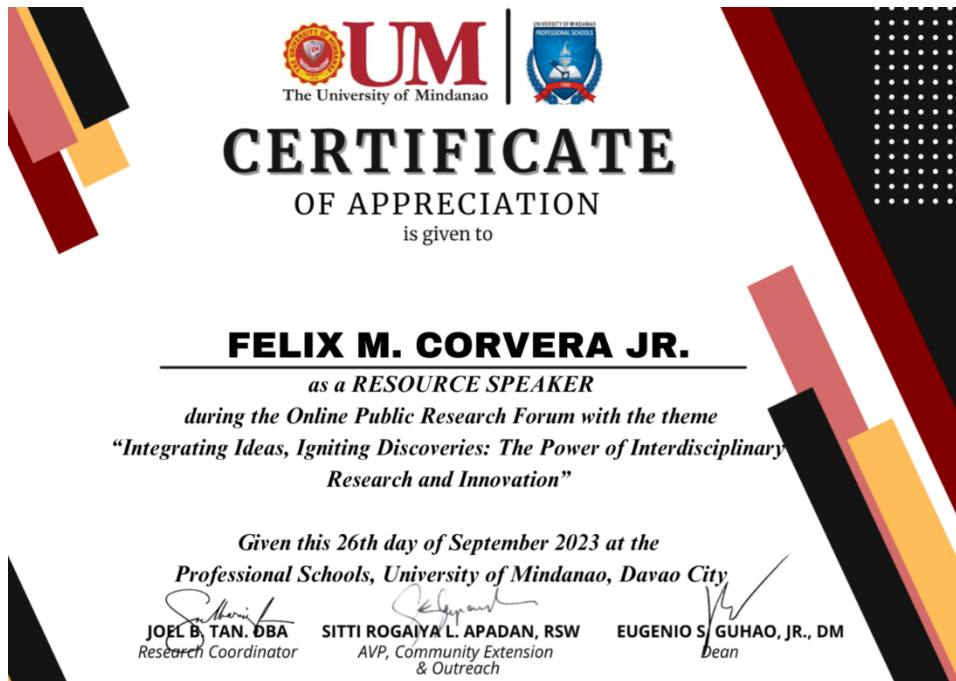 UM
The University of Mindanao
UNIVERSITY OF MINDANAO
PROFESSIONAL SCHOOLS
CERTIFICATE
OF APPRECIATION
is given to
FELIX M. CORVERA JR.
as a RESOURCE SPEAKER
during the Online Public Research Forum with the theme
“Integrating Ideas, Igniting Discoveries: The Power of Interdisciplinary
Research and Innovation”
Given this 26th day of September 2023 at the
Professional Schools, University of Mindanao, Davao City
JOEL B. TAN. DBA
Research Coordinator
SITTI ROGAIYA L. APADAN, RSW
AVP, Community Extension
& Outreach
EUGENIO S. GUHAO, JR., DM
Dean